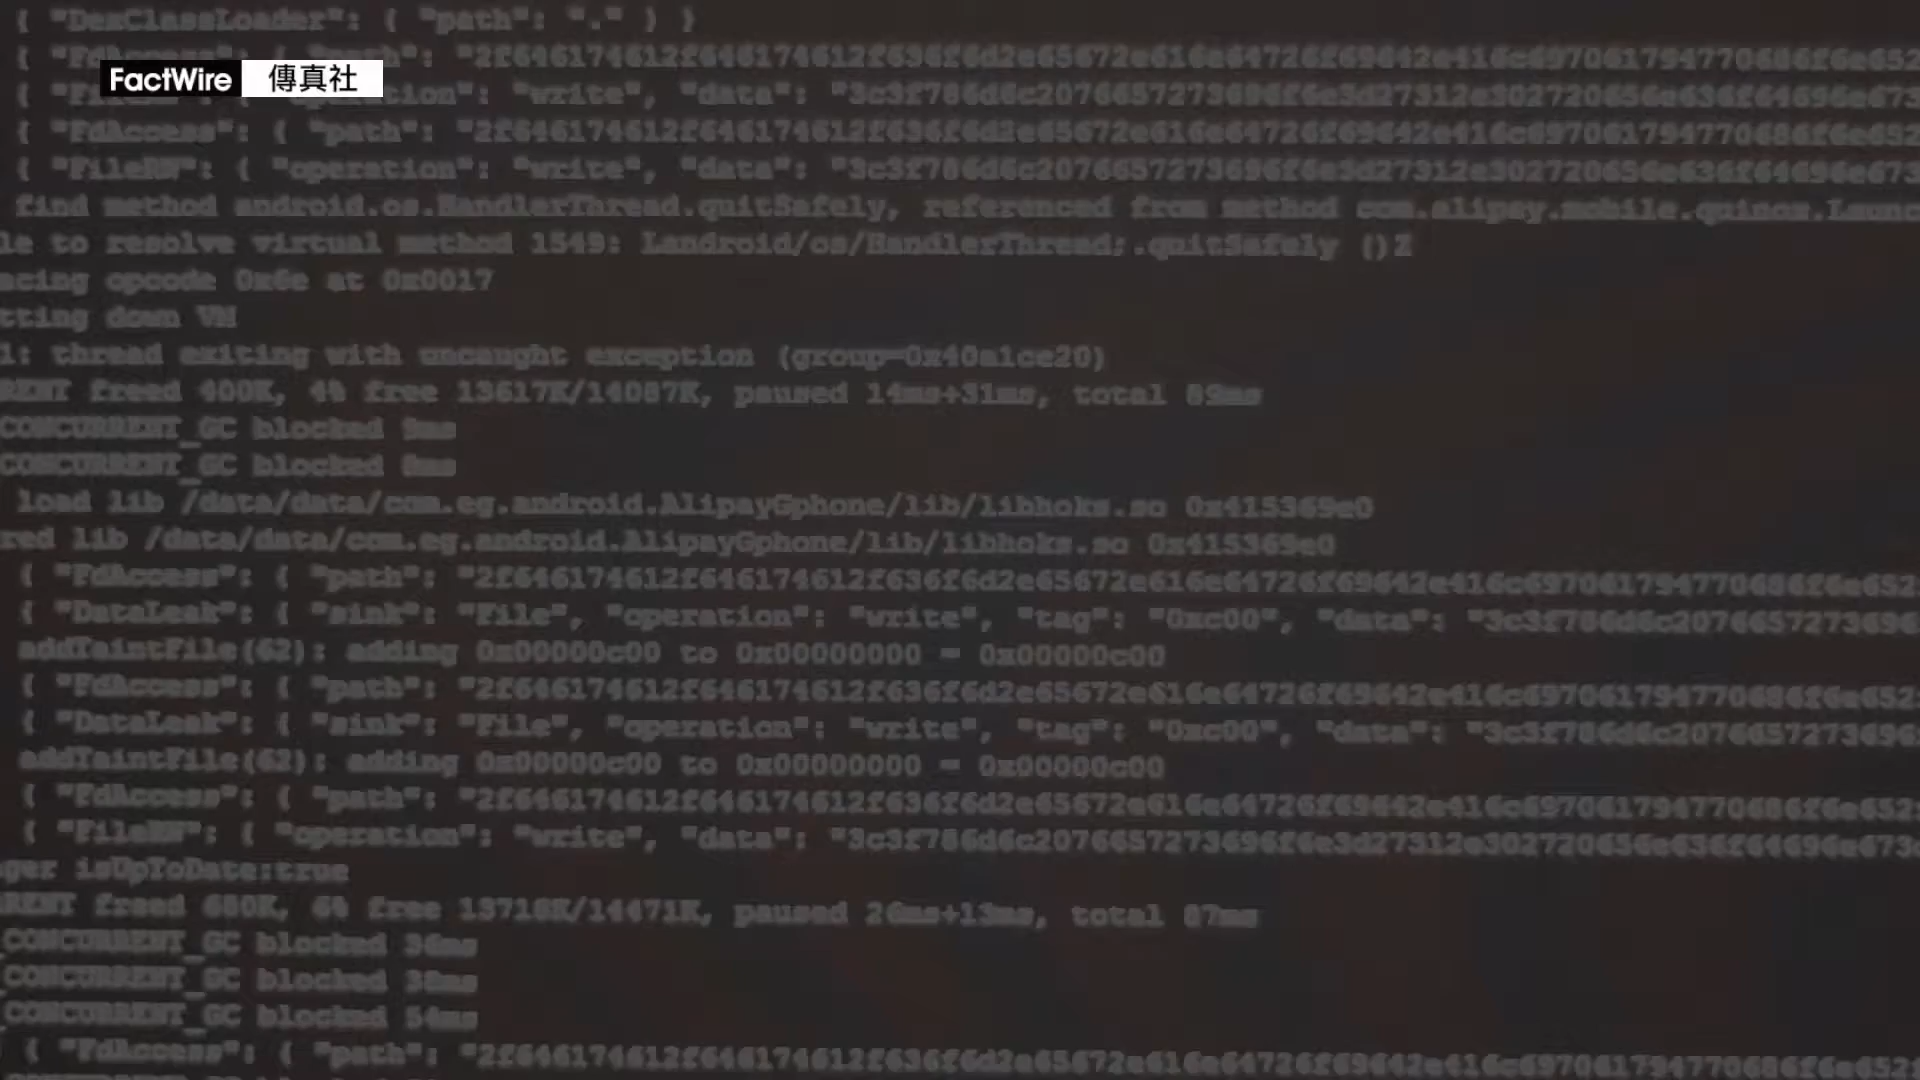 { "DexClassLoader": { "path": "." } }
{ "FdAccess": { "path": "2f646174612f646174612f636f6d2e65672e616e64726f69642e416c69706179477
FactWire 傳真社
"operation": "write", "data": "3c3f786d6c2076657273696f6e3d27312e302720656e636f64696e673
{ "FdAccess": { "path": "2f646174612f646174612f636f6d2e65672e616e64726f69642e416c697061794770686f6e652
{ "FileRW": { "operation": "write", "data": "3c3f786d6c2076657273696f6e3d27312e302720656e636f64696e673
find method android.os.HandlerThread.quitSafely, referenced from method com.alipay.mobile.quinox.Launc
le to resolve virtual method 1549: Landroid/os/HandlerThread;.quitSafely ()Z
acing opcode 0x6e at 0x0017
tting down VM
1: thread exiting with uncaught exception (group=0x40a1ce20)
RENT freed 400K, 4% free 13617K/14087K, paused 14ms+31ms, total 89ms
CONCURRENT_GC blocked 9ms
CONCURRENT_GC blocked 8ms
load lib /data/data/com.eg.android.AlipayGphone/lib/libhoks.so 0x415369e0
red lib /data/data/com.eg.android.AlipayGphone/lib/libhoks.so 0x415369e0
{ "FdAccess": { "path": "2f646174612f646174612f636f6d2e65672e616e64726f69642e416c697061794770686f6e652
{ "DataLeak": { "sink": "File", "operation": "write", "tag": "0xc00", "data": "3c3f786d6c2076657273696
addTaintFile(62): adding 0x00000c00 to 0x00000000 = 0x00000c00
{ "FdAccess": { "path": "2f646174612f646174612f636f6d2e65672e616e64726f69642e416c697061794770686f6e652
{ "DataLeak": { "sink": "File", "operation": "write", "tag": "0xc00", "data": "3c3f786d6c2076657273696
addTaintFile(62): adding 0x00000c00 to 0x00000000 = 0x00000c00
{ "FdAccess": { "path": "2f646174612f646174612f636f6d2e65672e616e64726f69642e416c697061794770686f6e652
{ "FileRW": { "operation": "write", "data": "3c3f786d6c2076657273696f6e3d27312e302720656e636f64696e673
ger isUpToDate:true
RENT freed 680K, 6% free 13718K/14471K, paused 26ms+13ms, total 87ms
_CONCURRENT_GC blocked 36ms
_CONCURRENT_GC blocked 38ms
_CONCURRENT_GC blocked 54ms
{ "FdAccess": { "path": "2f646174612f646174612f636f6d2e65672e616e64726f69642e416c697061794770686f6e652